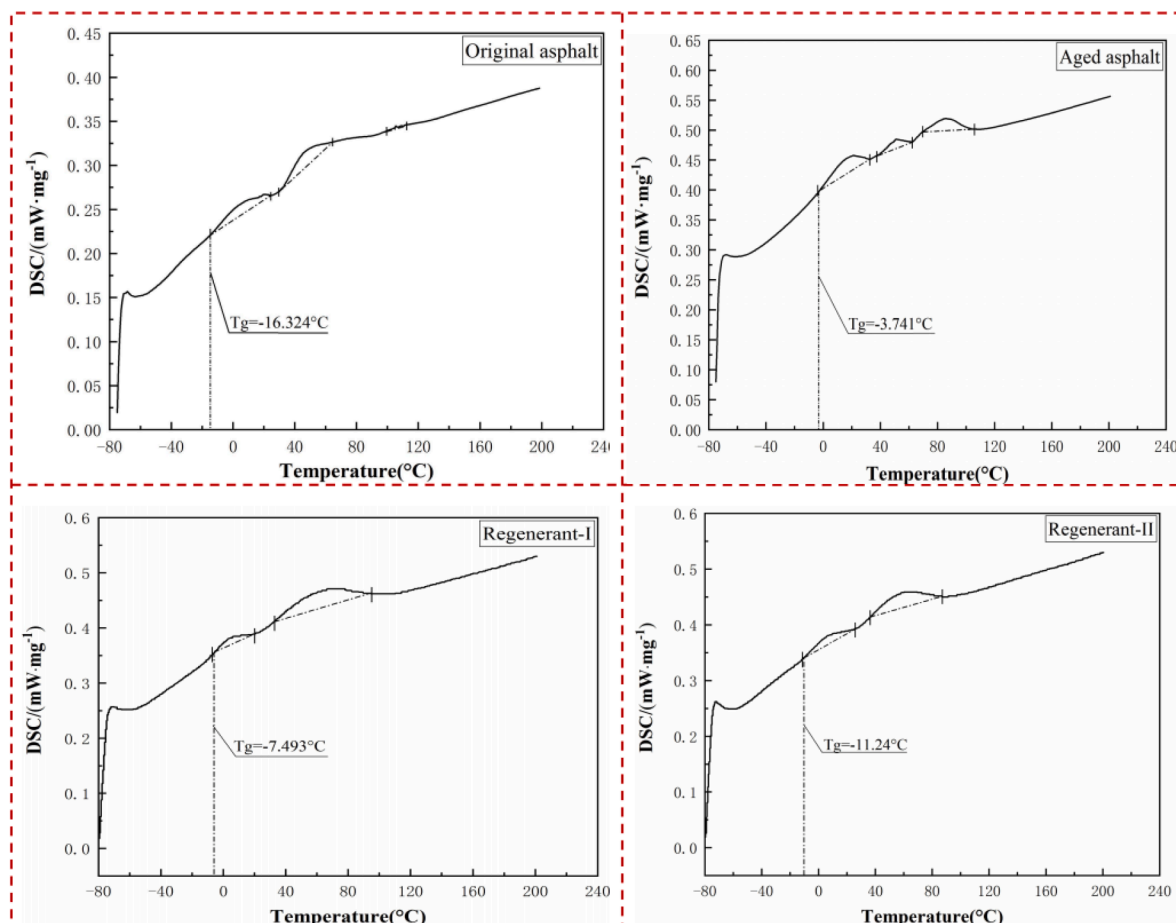 Original asphalt
DSC/(mW·mg⁻¹)
0.45
0.40
0.35
0.30
0.25
0.20
0.15
0.10
0.05
0.00
Tg=-16.324°C
-80 -40 0 40 80 120 160 200 240
Temperature(°C)
Aged asphalt
DSC/(mW·mg⁻¹)
0.65
0.60
0.55
0.50
0.45
0.40
0.35
0.30
0.25
0.20
0.15
0.10
0.05
0.00
Tg=-3.741°C
-80 -40 0 40 80 120 160 200 240
Temperature(°C)
Regenerant-I
DSC/(mW·mg⁻¹)
0.6
0.5
0.4
0.3
0.2
0.1
0.0
Tg=-7.493°C
-80 -40 0 40 80 120 160 200 240
Temperature(°C)
Regenerant-II
DSC/(mW·mg⁻¹)
0.6
0.5
0.4
0.3
0.2
0.1
0.0
Tg=-11.24°C
-80 -40 0 40 80 120 160 200 240
Temperature(°C)